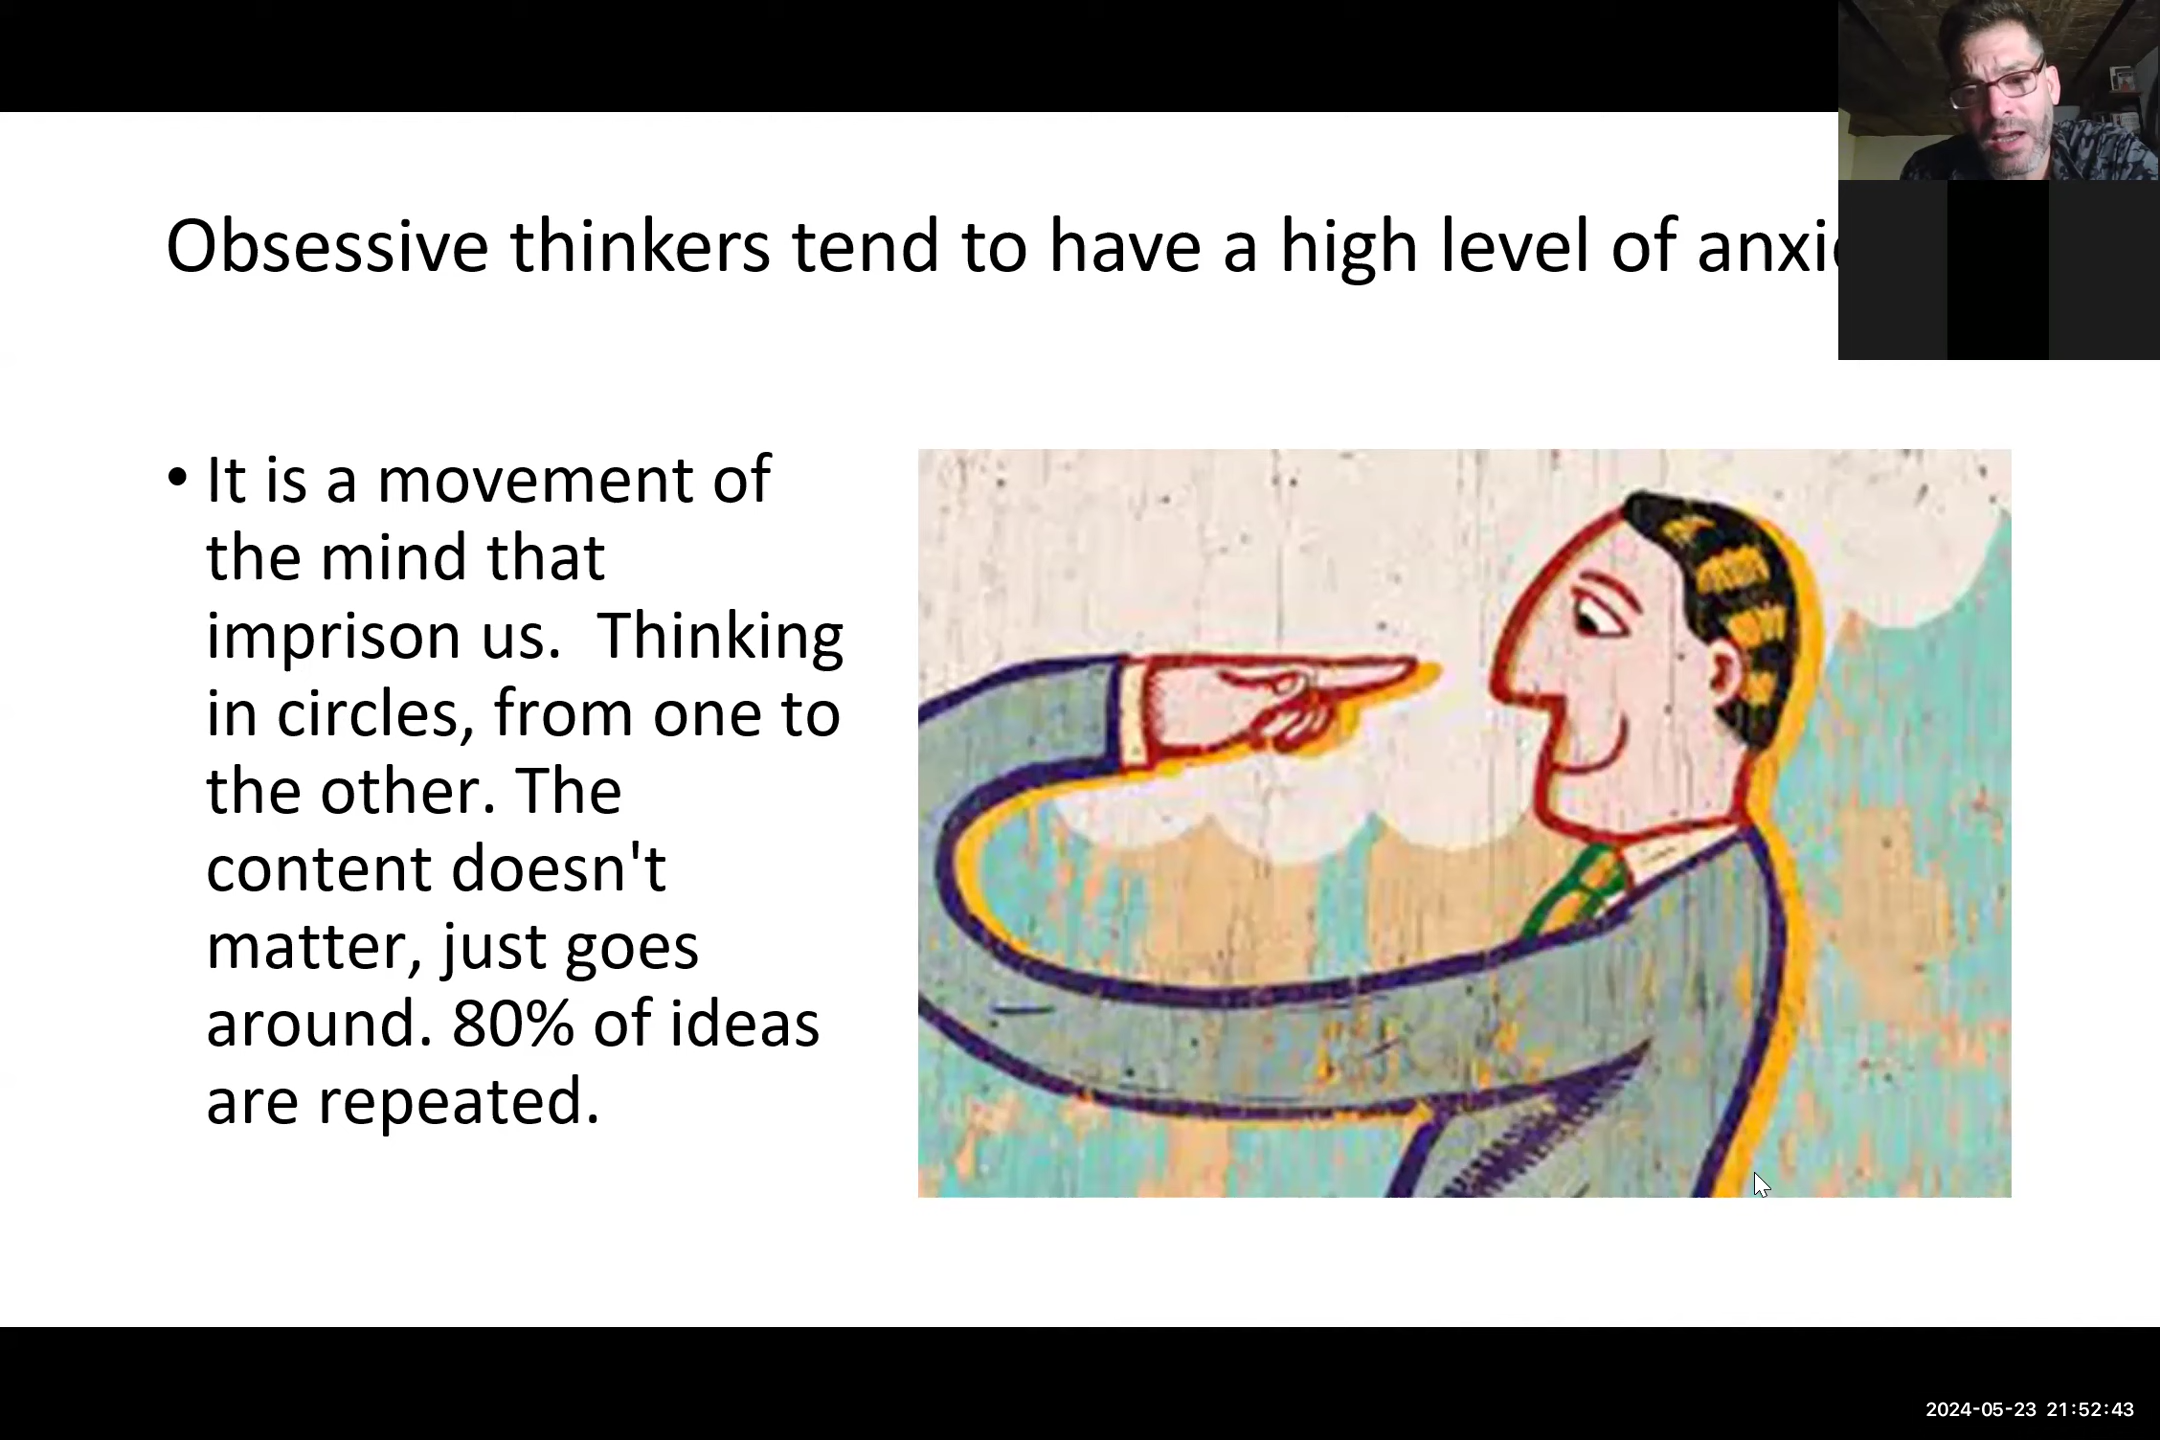 Obsessive thinkers tend to have a high level of
• It is a movement of
the mind that
imprison us.  Thinking
in circles, from one to
the other. The
content doesn't
matter, just goes
around. 80% of ideas
are repeated.
2024-05-23 21:52:43